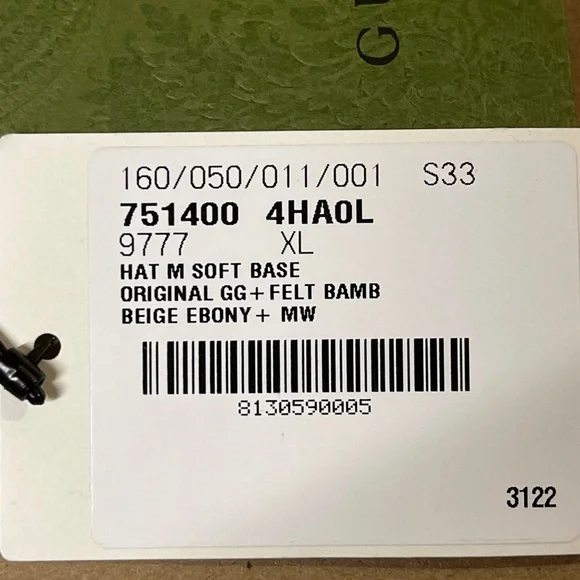 GU
160/050/011/001 S33
751400 4HA0L
9777 XL
HAT M SOFT BASE
ORIGINAL GG+FELT BAMB
BEIGE EBONY+ MW
8130590005
3122